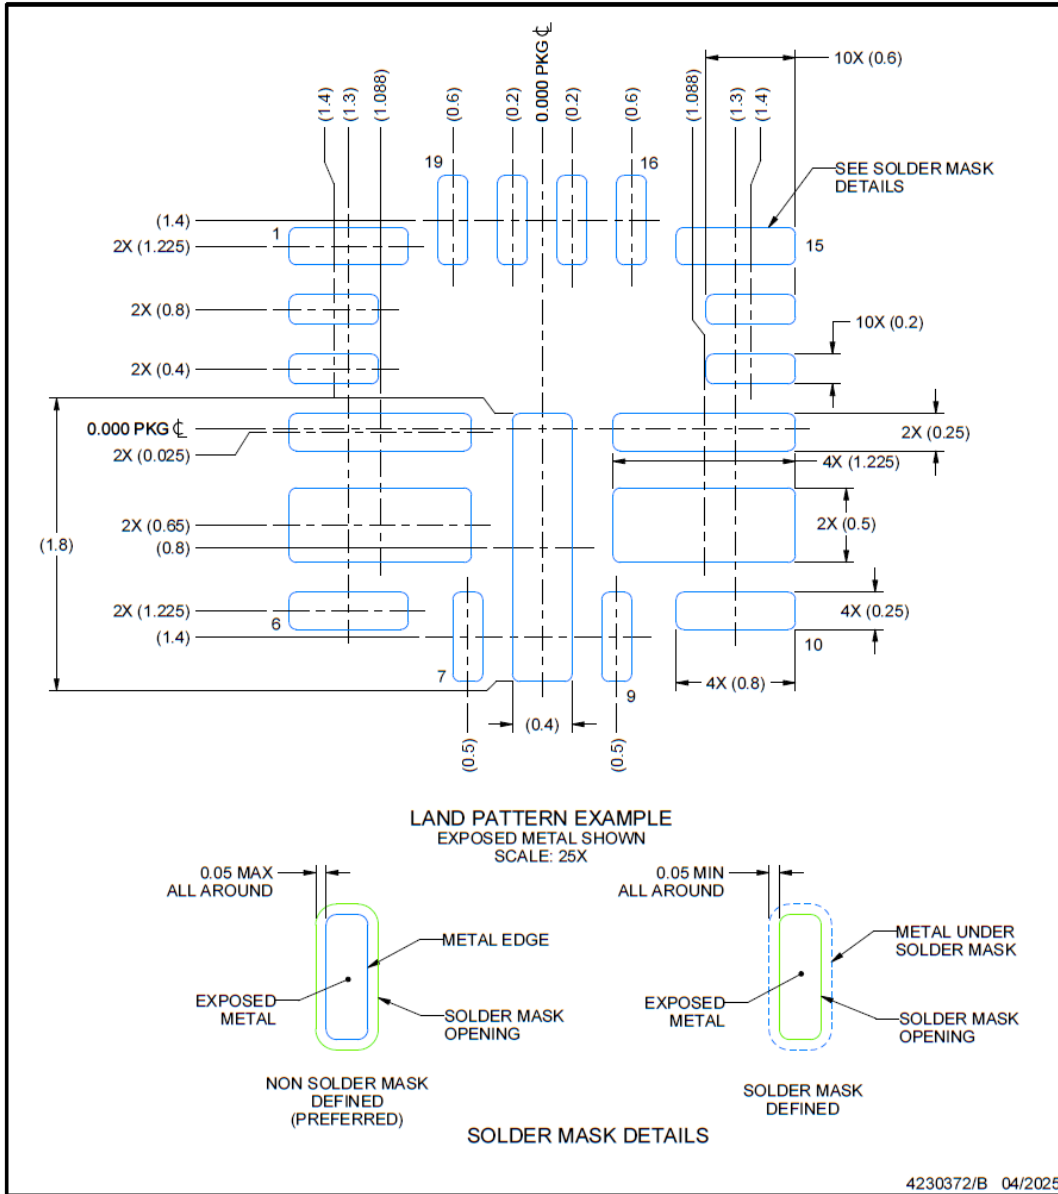 0.000 PKG ℄
(1.4)
(1.3)
(1.088)
(0.6)
(0.2)
(0.2)
(0.6)
(1.088)
(1.3)
(1.4)
10X (0.6)
19
16
SEE SOLDER MASK
DETAILS
(1.4)
1
2X (1.225)
15
2X (0.8)
10X (0.2)
2X (0.4)
0.000 PKG ℄
2X (0.25)
2X (0.025)
4X (1.225)
2X (0.65)
2X (0.5)
(1.8)
(0.8)
2X (1.225)
4X (0.25)
6
(1.4)
10
7
9
4X (0.8)
(0.4)
(0.5)
(0.5)
LAND PATTERN EXAMPLE
EXPOSED METAL SHOWN
SCALE: 25X
0.05 MAX
ALL AROUND
METAL EDGE
EXPOSED
METAL
SOLDER MASK
OPENING
NON SOLDER MASK
DEFINED
(PREFERRED)
0.05 MIN
ALL AROUND
METAL UNDER
SOLDER MASK
EXPOSED
METAL
SOLDER MASK
OPENING
SOLDER MASK
DEFINED
SOLDER MASK DETAILS
4230372/B 04/2025